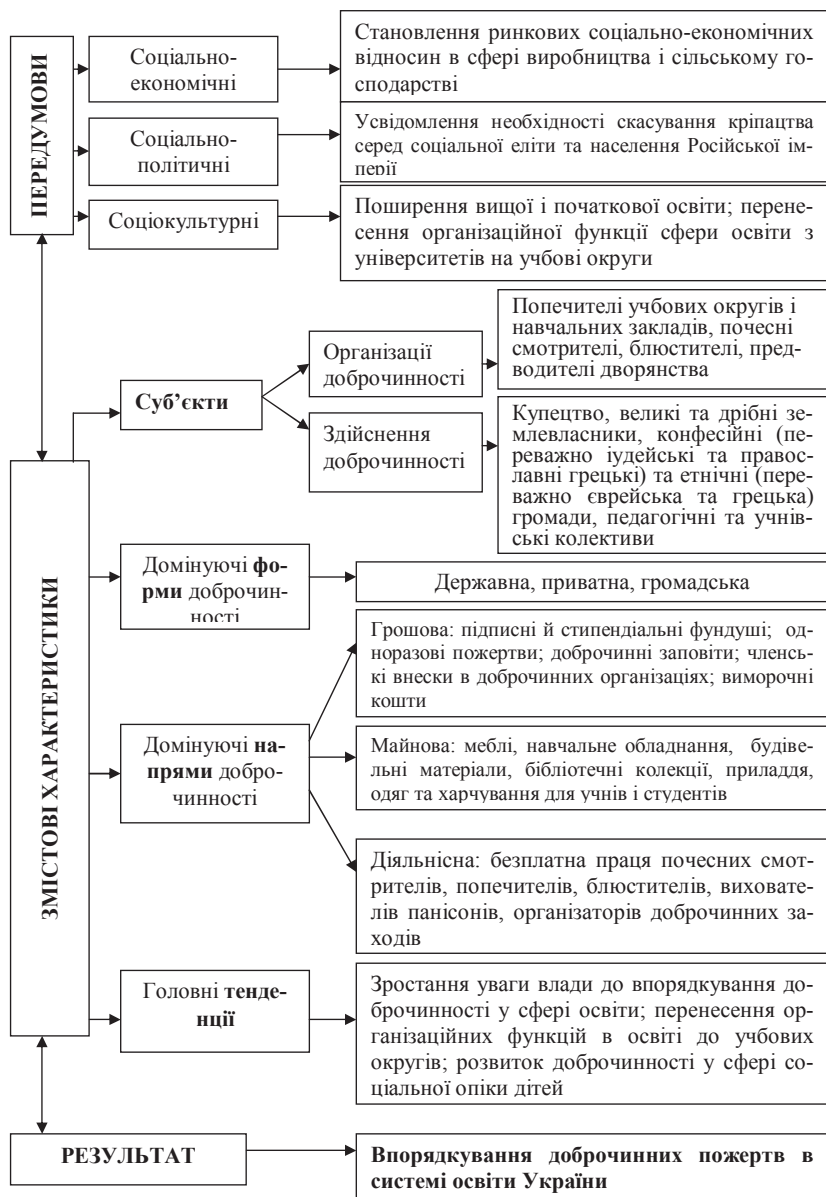 ПЕРЕДУМОВИ
Соціально-
економічні
Становлення ринкових соціально-економічних
відносин в сфері виробництва і сільському го-
сподарстві
Соціально-
політичні
Усвідомлення необхідності скасування кріпацтва
серед соціальної еліти та населення Російської ім-
перії
Соціокультурні
Поширення вищої і початкової освіти; перене-
сення організаційної функції сфери освіти з
університетів на учбові округи
ЗМІСТОВІ ХАРАКТЕРИСТИКИ
Суб’єкти
Організації
доброчинності
Попечителі учбових округів і
навчальних закладів, почесні
смотрителі, блюстителі, пред-
водителі дворянства
Здійснення
доброчинності
Купецтво, великі та дрібні зе-
млевласники, конфесійні (пе-
реважно іудейські та право-
славні грецькі) та етнічні (пере-
важно єврейська та грецька)
громади, педагогічні та учнів-
ські колективи
Домінуючі фо-
рми доброчин-
ності
Державна, приватна, громадська
Домінуючі на-
прями добро-
чинності
Грошова: підписні й стипендіальні фундуші; од-
норазові пожертви; доброчинні заповіти; членсь-
кі внески в доброчинних організаціях; виморочні
кошти
Майнова: меблі, навчальне обладнання, будіве-
льні матеріали, бібліотечні колекції, приладдя,
одяг та харчування для учнів і студентів
Діяльнісна: безплатна праця почесних смот-
рителів, попечителів, блюстителів, виховате-
лів панісонів, організаторів доброчинних за-
ходів
Головні тенде-
нції
Зростання уваги влади до впорядкування до-
брочинності у сфері освіти; перенесення ор-
ганізаційних функцій в освіті до учбових
округів; розвиток доброчинності у сфері со-
ціальної опіки дітей
РЕЗУЛЬТАТ
Впорядкування доброчинних пожертв в
системі освіти України